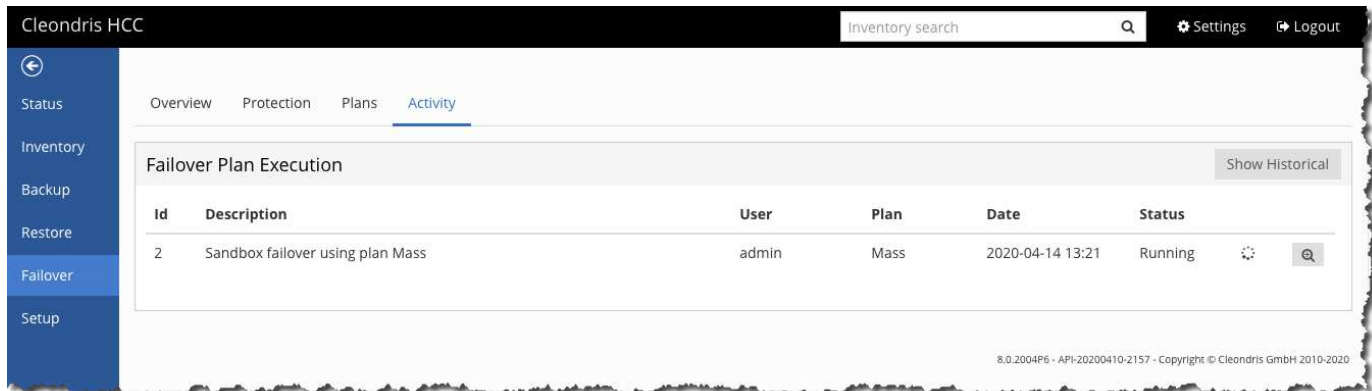 Cleondris HCC
Inventory search
Settings
Logout
Status
Inventory
Backup
Restore
Failover
Setup
Overview Protection Plans Activity
Failover Plan Execution
Show Historical
Id Description User Plan Date Status
2 Sandbox failover using plan Mass admin Mass 2020-04-14 13:21 Running
8.0.2004P6 - API-20200410-2157 - Copyright © Cleondris GmbH 2010-2020